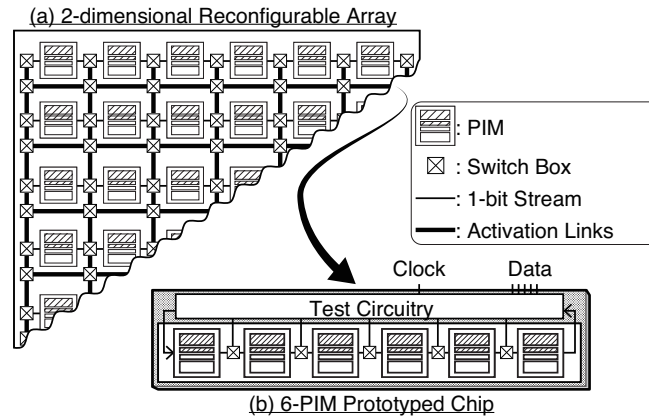 (a) 2-dimensional Reconfigurable Array
: PIM
: Switch Box
: 1-bit Stream
: Activation Links
Clock
Data
Test Circuitry
(b) 6-PIM Prototyped Chip